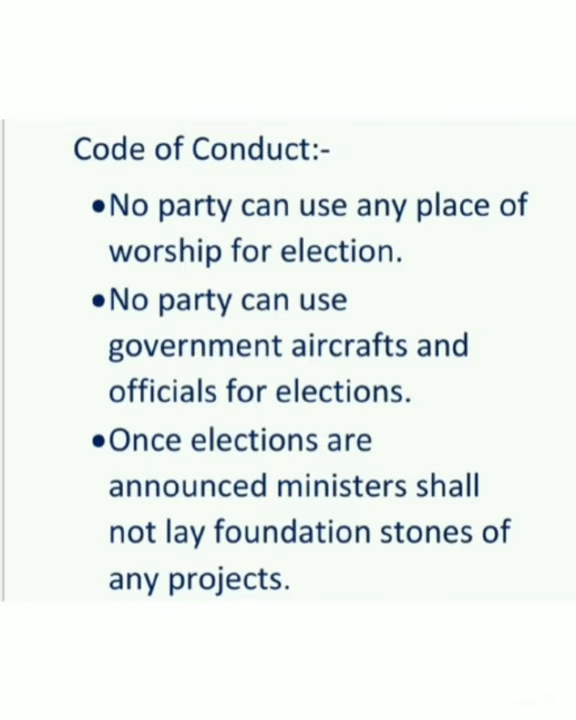 Code of Conduct:-
•No party can use any place of
worship for election.
•No party can use
government aircrafts and
officials for elections.
•Once elections are
announced ministers shall
not lay foundation stones of
any projects.